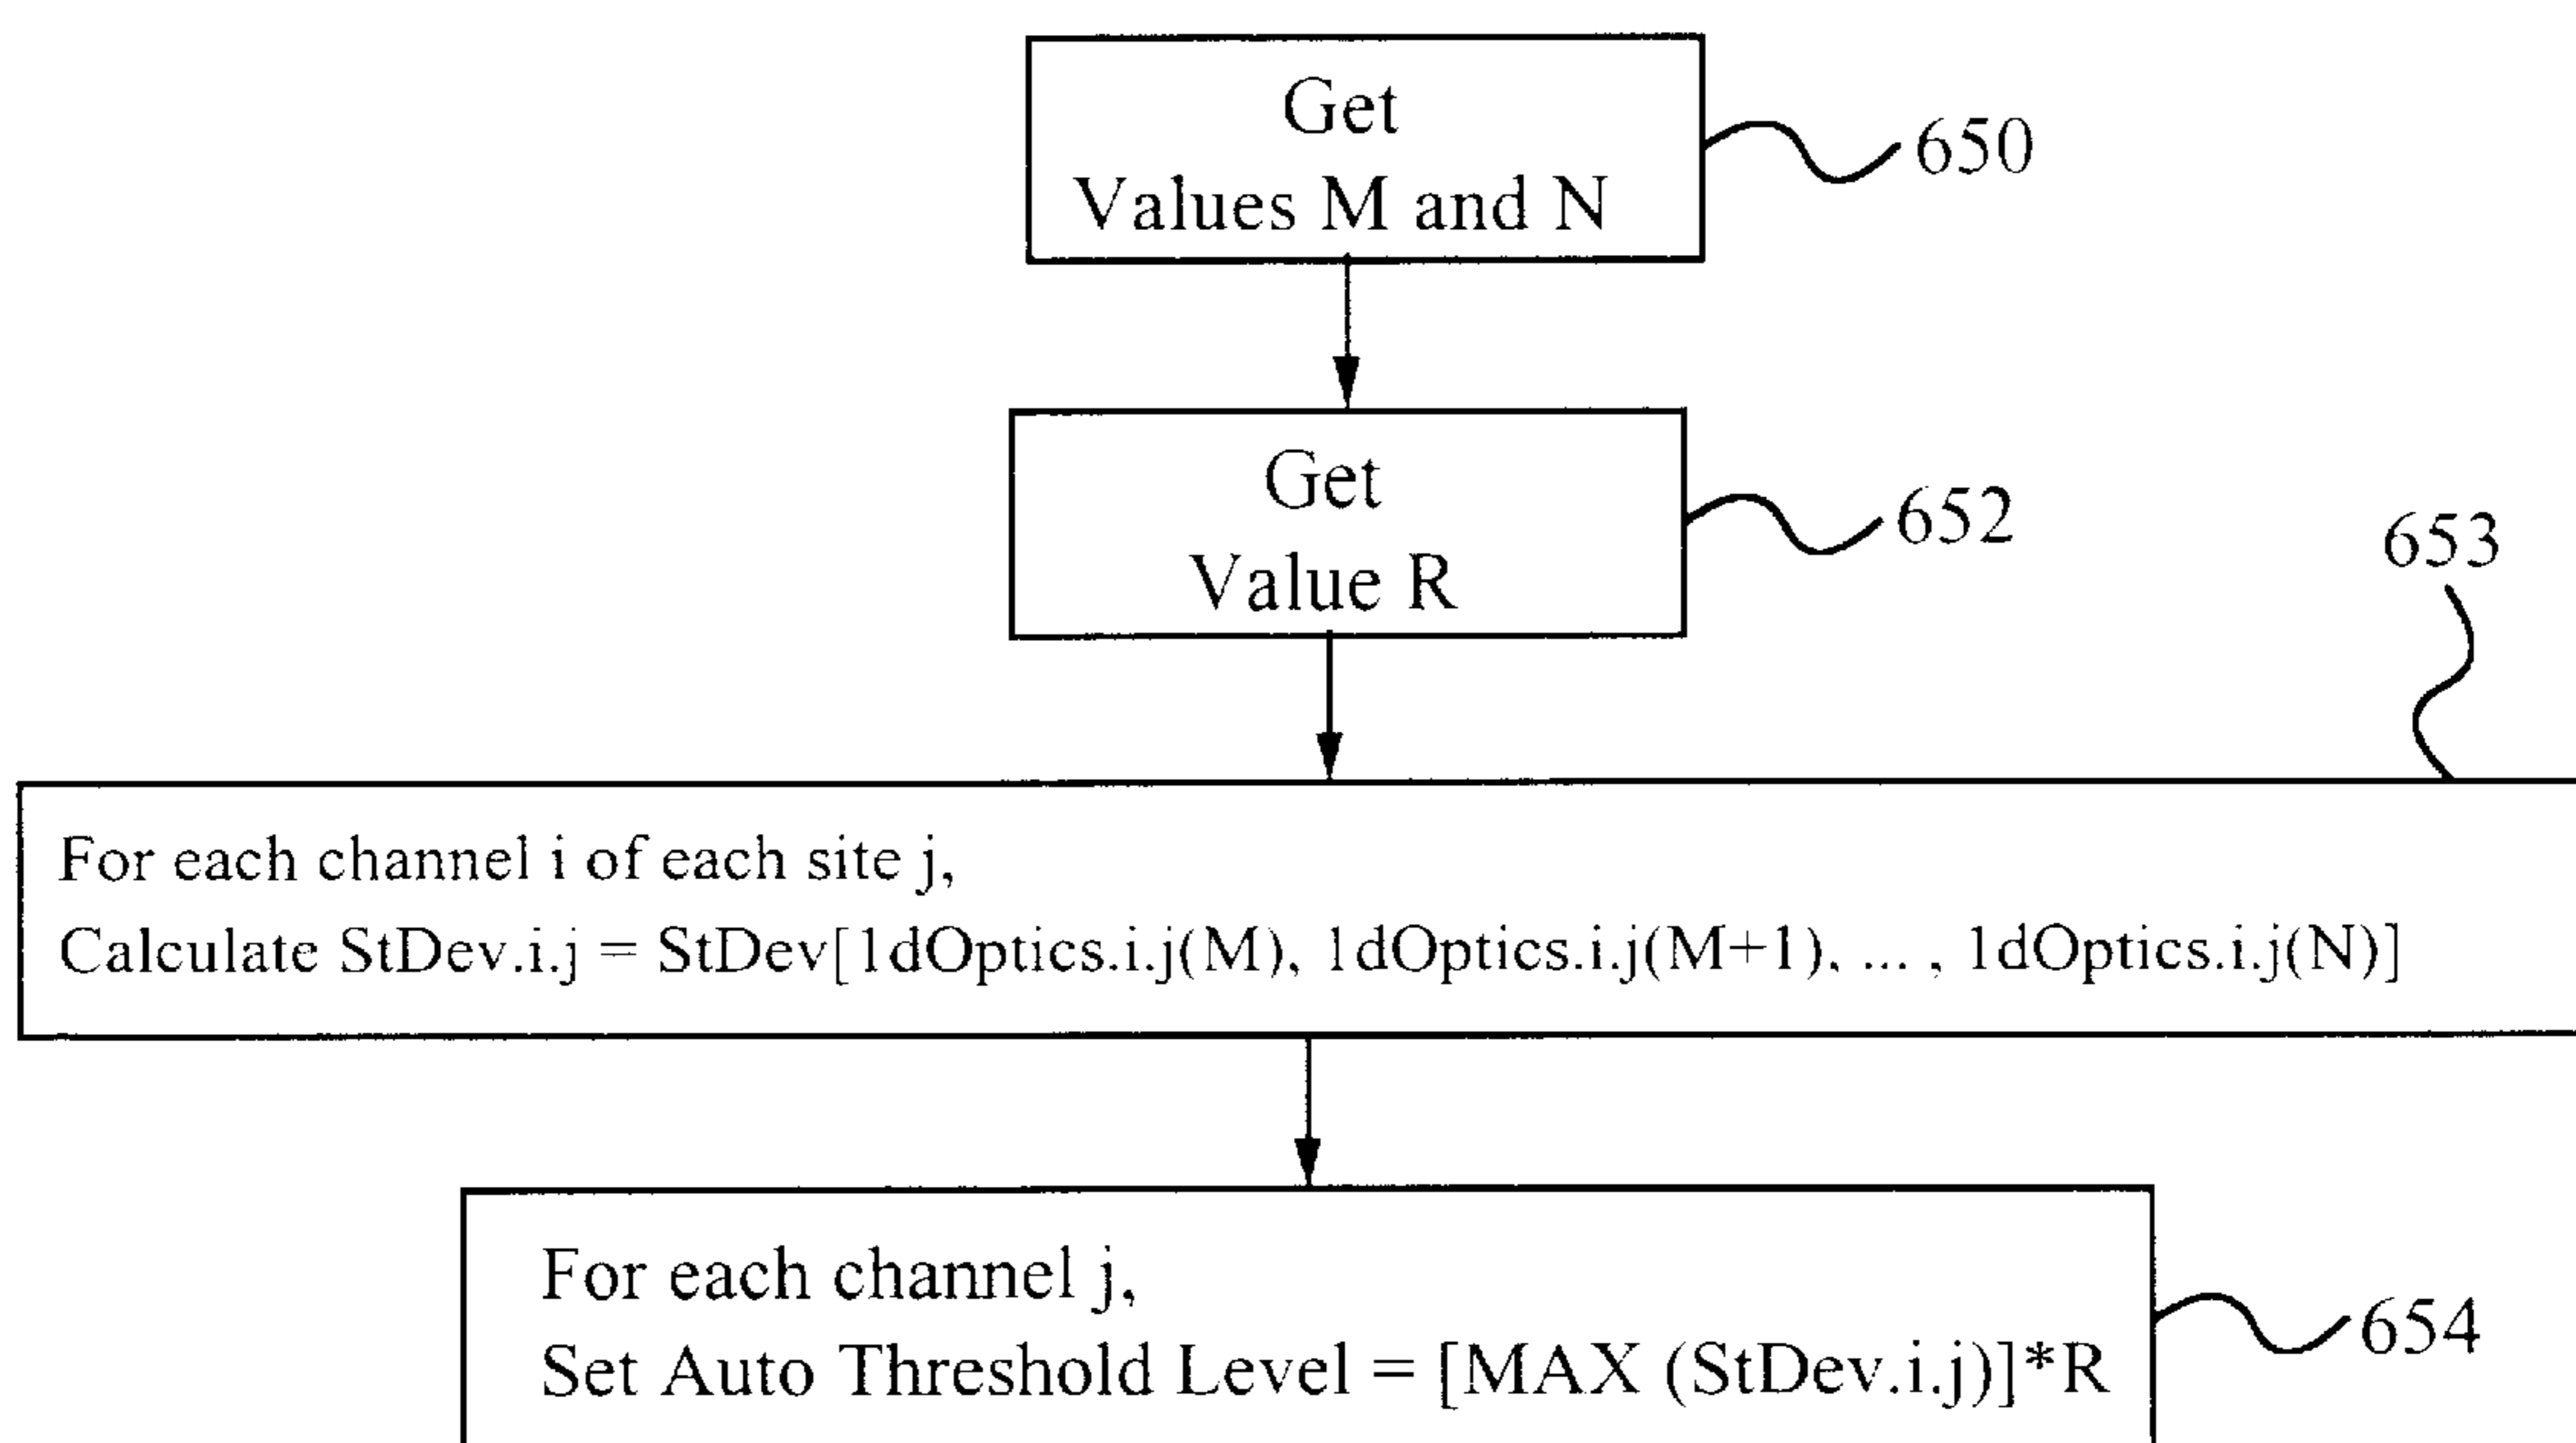 Get
Values M and N
650
Get
Value R
652
653
For each channel i of each site j,
Calculate StDev.i.j = StDev[1dOptics.i.j(M), 1dOptics.i.j(M+1), ... , 1dOptics.i.j(N)]
For each channel j,
Set Auto Threshold Level = [MAX (StDev.i.j)]*R
654